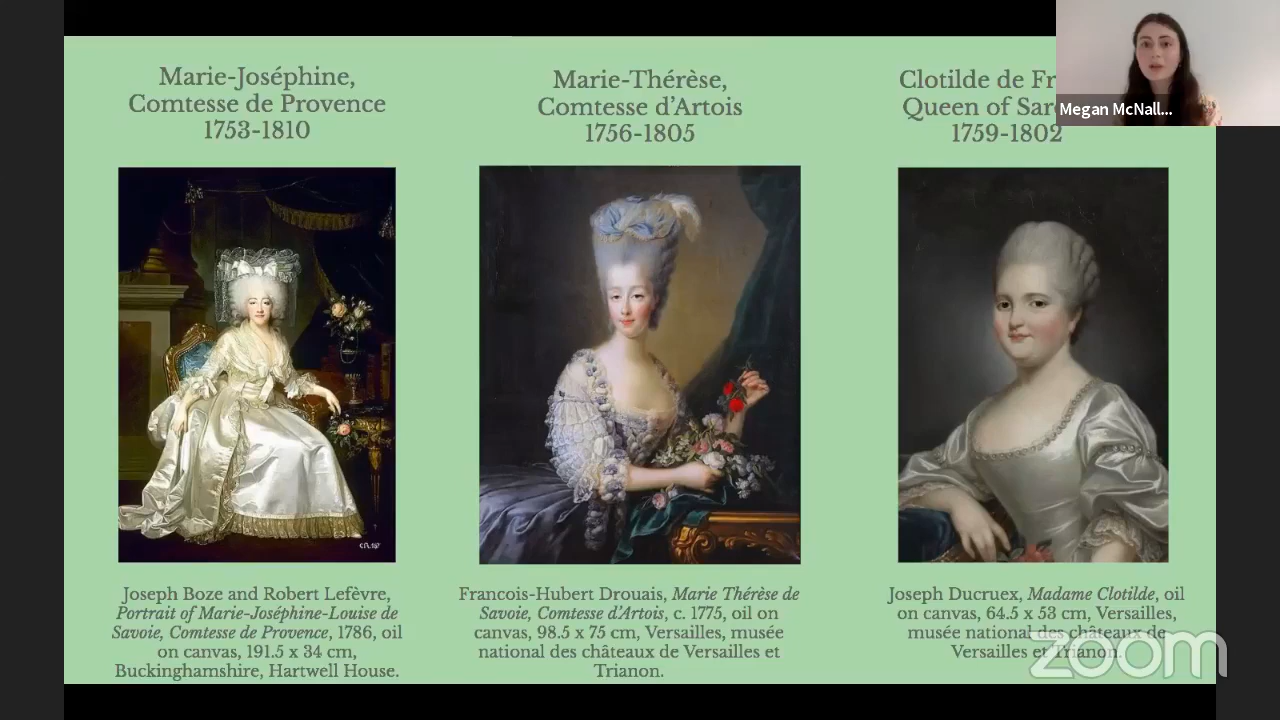 Marie-Joséphine,
Comtesse de Provence
1753-1810
Marie-Thérèse,
Comtesse d'Artois
1756-1805
Clotilde de Fr
Queen of Sar
1759-1802
Megan McNall...
Joseph Boze and Robert Lefèvre,
Portrait of Marie-Joséphine-Louise de
Savoie, Comtesse de Provence, 1786, oil
on canvas, 191.5 x 34 cm,
Buckinghamshire, Hartwell House.
Francois-Hubert Drouais, Marie Thérèse de
Savoie, Comtesse d'Artois, c. 1775, oil on
canvas, 98.5 x 75 cm, Versailles, musée
national des châteaux de Versailles et
Trianon.
Joseph Ducruex, Madame Clotilde, oil
on canvas, 64.5 x 53 cm, Versailles,
musée national des châteaux de
Versailles et Trianon.
zoom